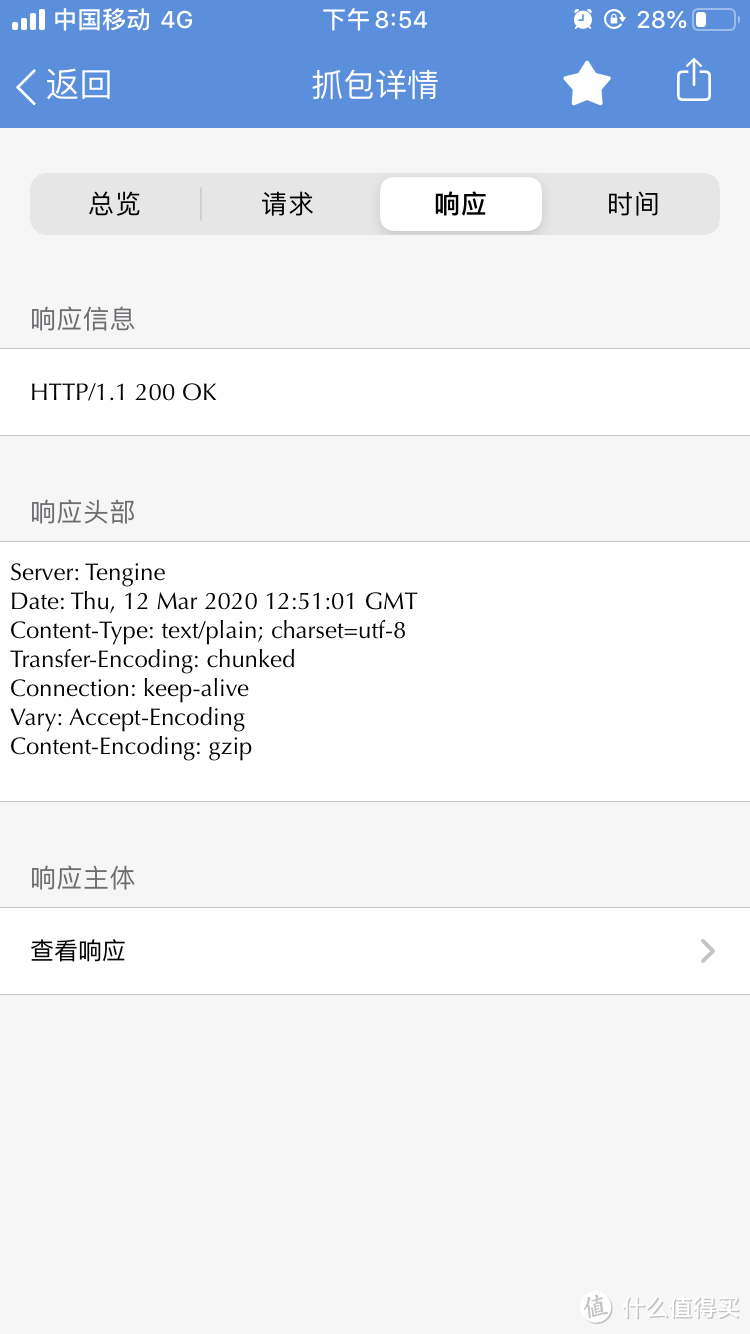 中国移动 4G 下午8:54 28%
返回 抓包详情
总览 请求 响应 时间
响应信息
HTTP/1.1 200 OK
响应头部
Server: Tengine
Date: Thu, 12 Mar 2020 12:51:01 GMT
Content-Type: text/plain; charset=utf-8
Transfer-Encoding: chunked
Connection: keep-alive
Vary: Accept-Encoding
Content-Encoding: gzip
响应主体
查看响应
值 什么值得买